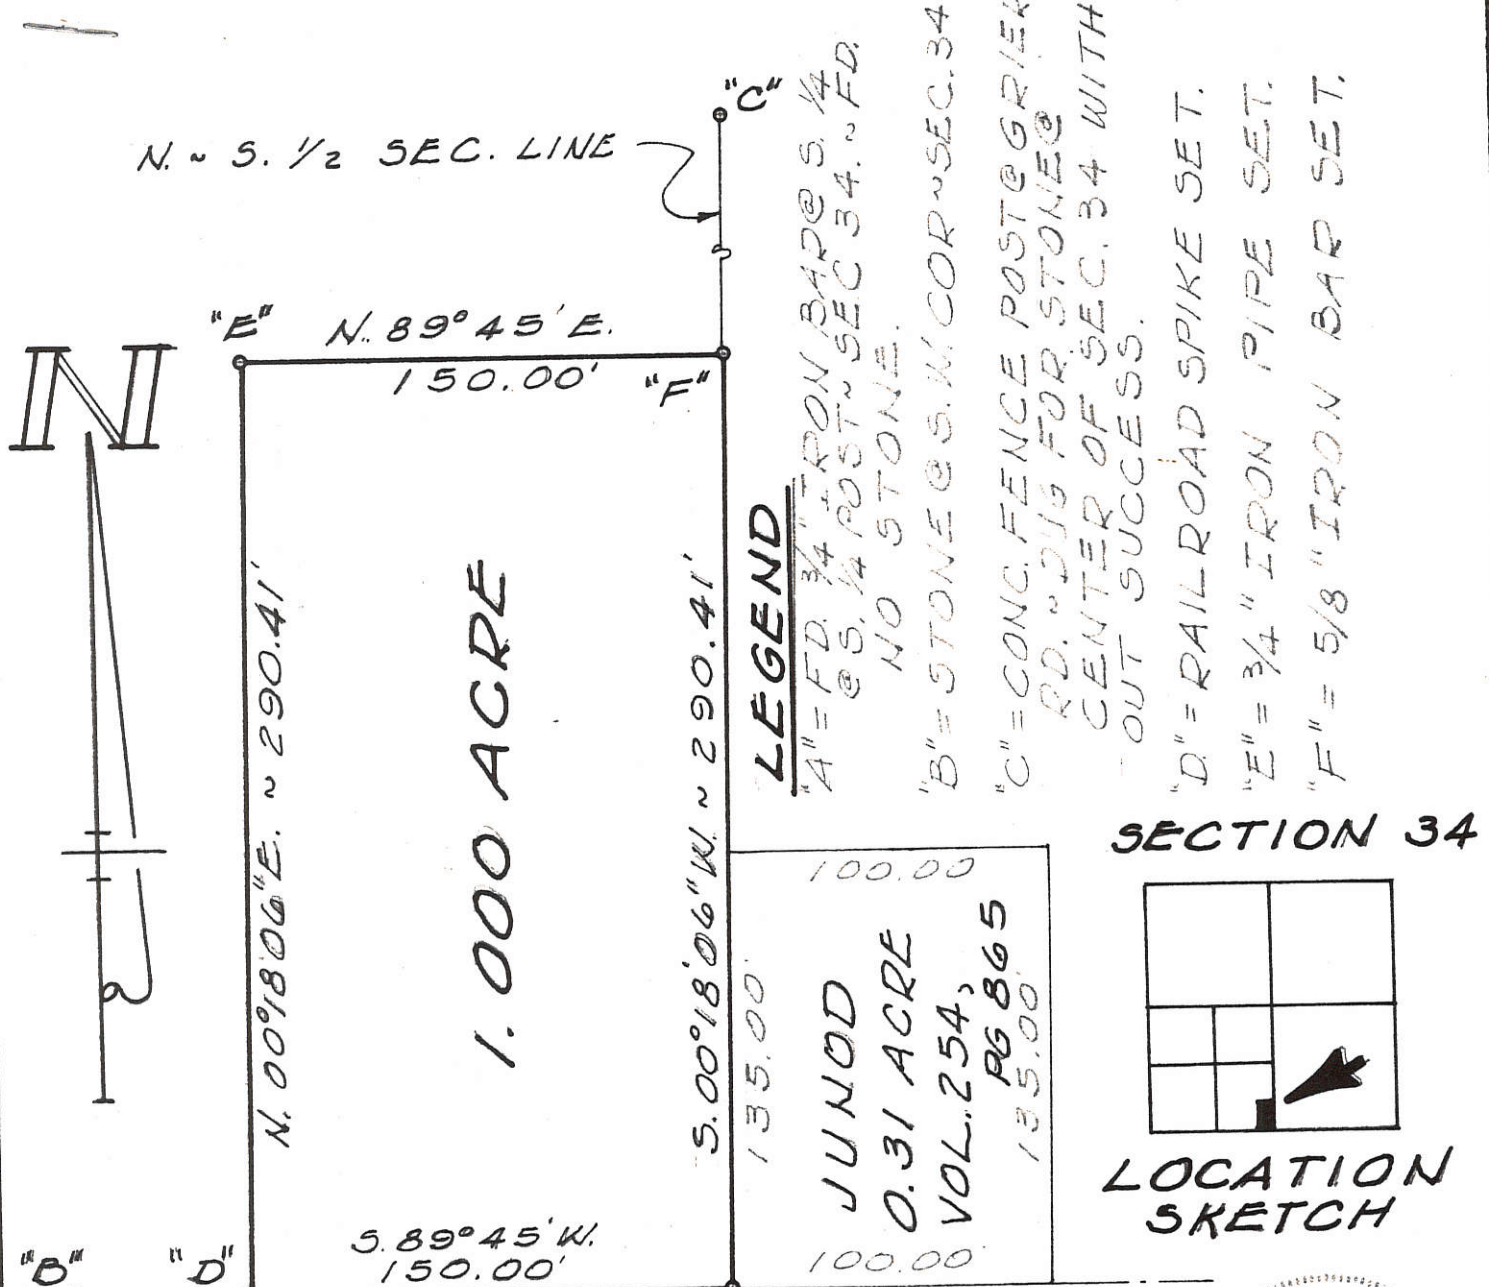 "C"
N. ~ S. 1/2 SEC. LINE
"E"
N. 89° 45' E.
150.00'
"F"
N
N. 00°18'06"E. ~ 290.41'
1.000 ACRE
S. 00°18'06"W. ~ 290.41'
S. 89° 45' W.
150.00'
"B"
"D"
LEGEND
"A" = FD. 3/4" IRON BAR @ S. 1/4
@ S. 1/4 POST ~ SEC 34. ~ FD.
NO STONE.
"B" = STONE @ S.W. COR ~ SEC. 34
"C" = CONC. FENCE POST @ GRIER
RD. ~ DUG FOR STONE @
CENTER OF SEC. 34 WITH
OUT SUCCESS.
"D" = RAILROAD SPIKE SET.
"E" = 3/4" IRON PIPE SET.
"F" = 5/8" IRON BAR SET.
100.00
135.00'
JUNOD
0.31 ACRE
VOL. 254,
PG 865
135.00'
100.00'
SECTION 34
LOCATION
SKETCH